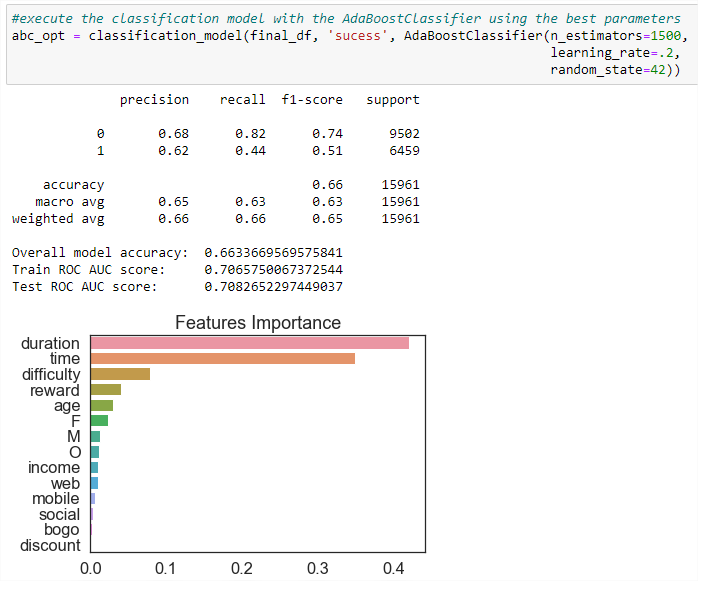 #execute the classification model with the AdaBoostClassifier using the best parameters
abc_opt = classification_model(final_df, 'sucess', AdaBoostClassifier(n_estimators=1500,
learning_rate=.2,
random_state=42))
precision recall f1-score support
0 0.68 0.82 0.74 9502
1 0.62 0.44 0.51 6459
accuracy 0.66 15961
macro avg 0.65 0.63 0.63 15961
weighted avg 0.66 0.66 0.65 15961
Overall model accuracy: 0.6633669569575841
Train ROC AUC score: 0.7065750067372544
Test ROC AUC score: 0.7082652297449037
Features Importance
duration
time
difficulty
reward
age
F
M
O
income
web
mobile
social
bogo
discount
0.0 0.1 0.2 0.3 0.4